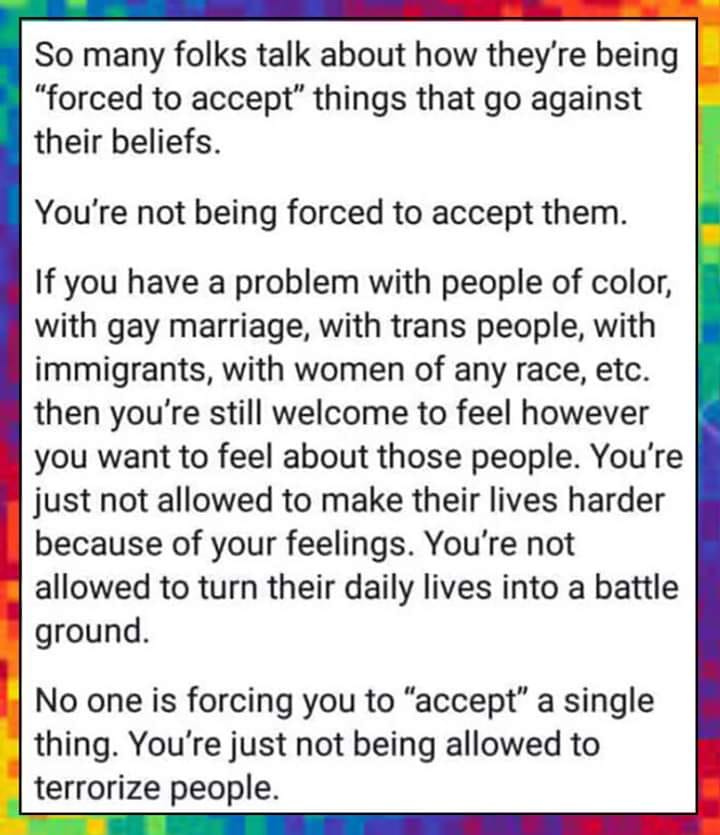 So many folks talk about how they're being
“forced to accept” things that go against
their beliefs.
You're not being forced to accept them.
If you have a problem with people of color,
with gay marriage, with trans people, with
immigrants, with women of any race, etc.
then you're still welcome to feel however
you want to feel about those people. You're
just not allowed to make their lives harder
because of your feelings. You're not
allowed to turn their daily lives into a battle
ground.
No one is forcing you to “accept” a single
thing. You're just not being allowed to
terrorize people.